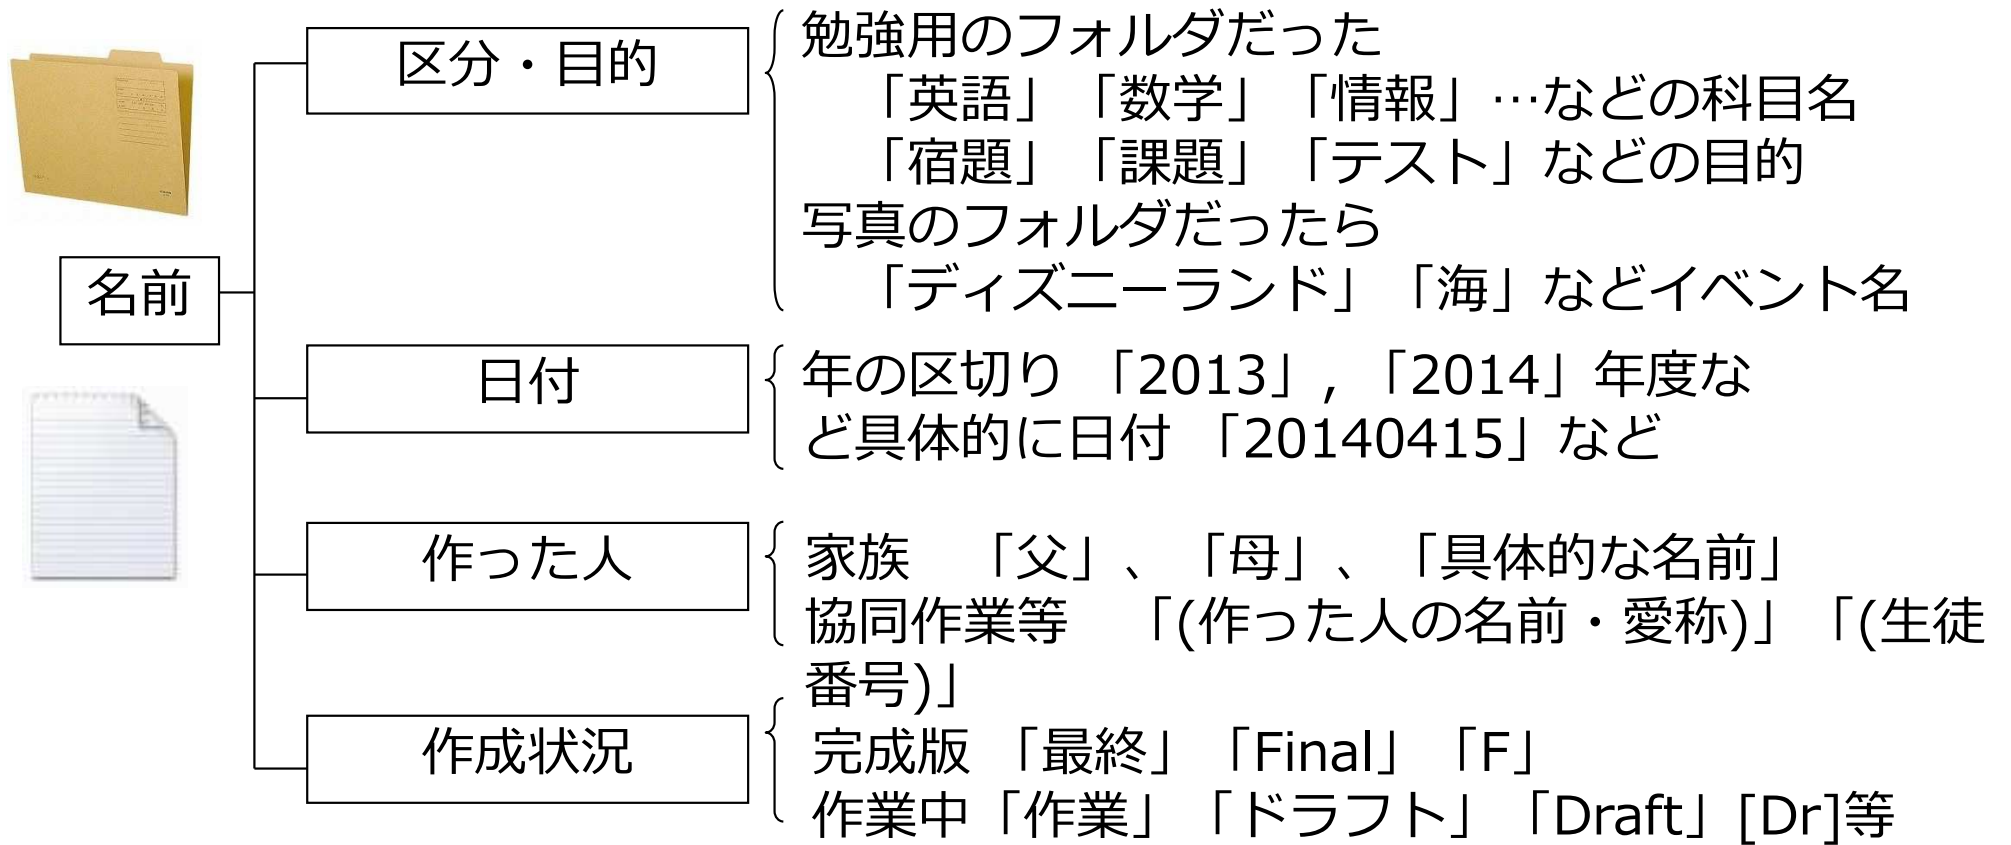 区分・目的
勉強用のフォルダだった
「英語」「数学」「情報」…などの科目名
「宿題」「課題」「テスト」などの目的
写真のフォルダだったら
「ディズニーランド」「海」などイベント名
名前
日付
年の区切り 「2013」,「2014」年度な
ど具体的に日付 「20140415」など
作った人
家族　「父」、「母」、「具体的な名前」
協同作業等　「(作った人の名前・愛称)」「(生徒
番号)」
作成状況
完成版 「最終」「Final」「F」
作業中「作業」「ドラフト」「Draft」[Dr]等